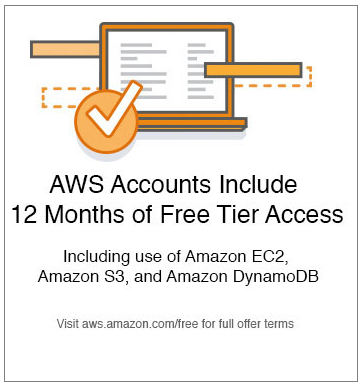 AWS Accounts Include
12 Months of Free Tier Access
Including use of Amazon EC2,
Amazon S3, and Amazon DynamoDB
Visit aws.amazon.com/free for full offer terms